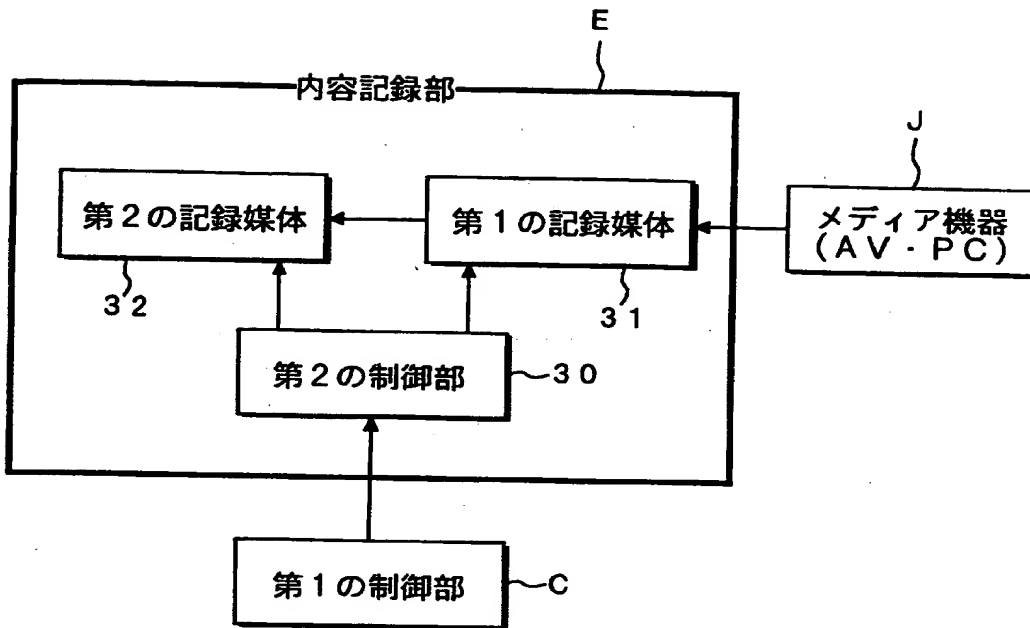 E
内容記録部
J
第2の記録媒体
第1の記録媒体
メディア機器
(AV・PC)
32
31
第2の制御部
30
第1の制御部
C